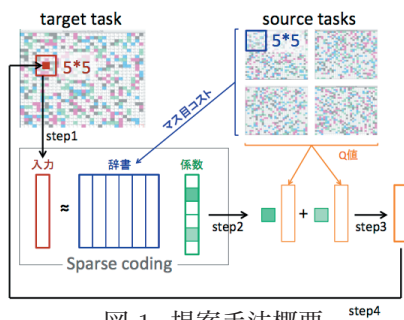 target task
source tasks
5*5
5*5
step1
マス目コスト
Q値
入力
辞書
係数
≈
+
step2
step3
Sparse coding
step4
図 1 提案手法概要